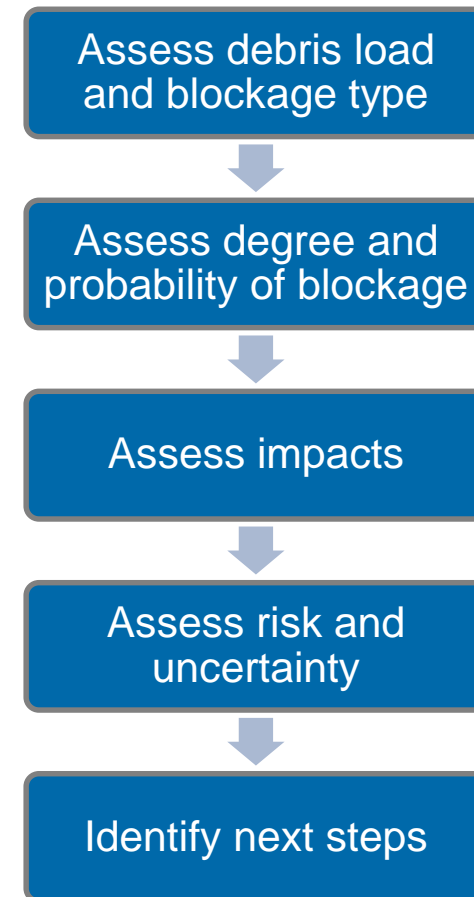 Assess debris load
and blockage type
Assess degree and
probability of blockage
Assess impacts
Assess risk and
uncertainty
Identify next steps